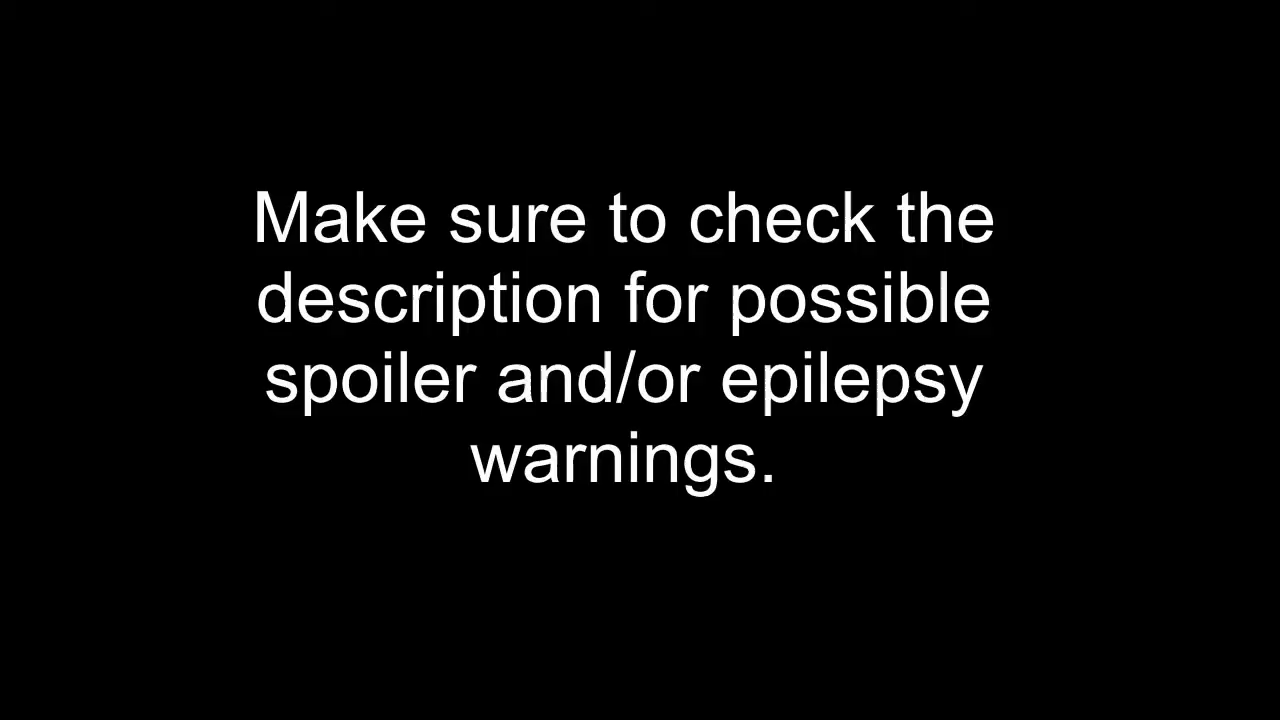 Make sure to check the
description for possible
spoiler and/or epilepsy
warnings.